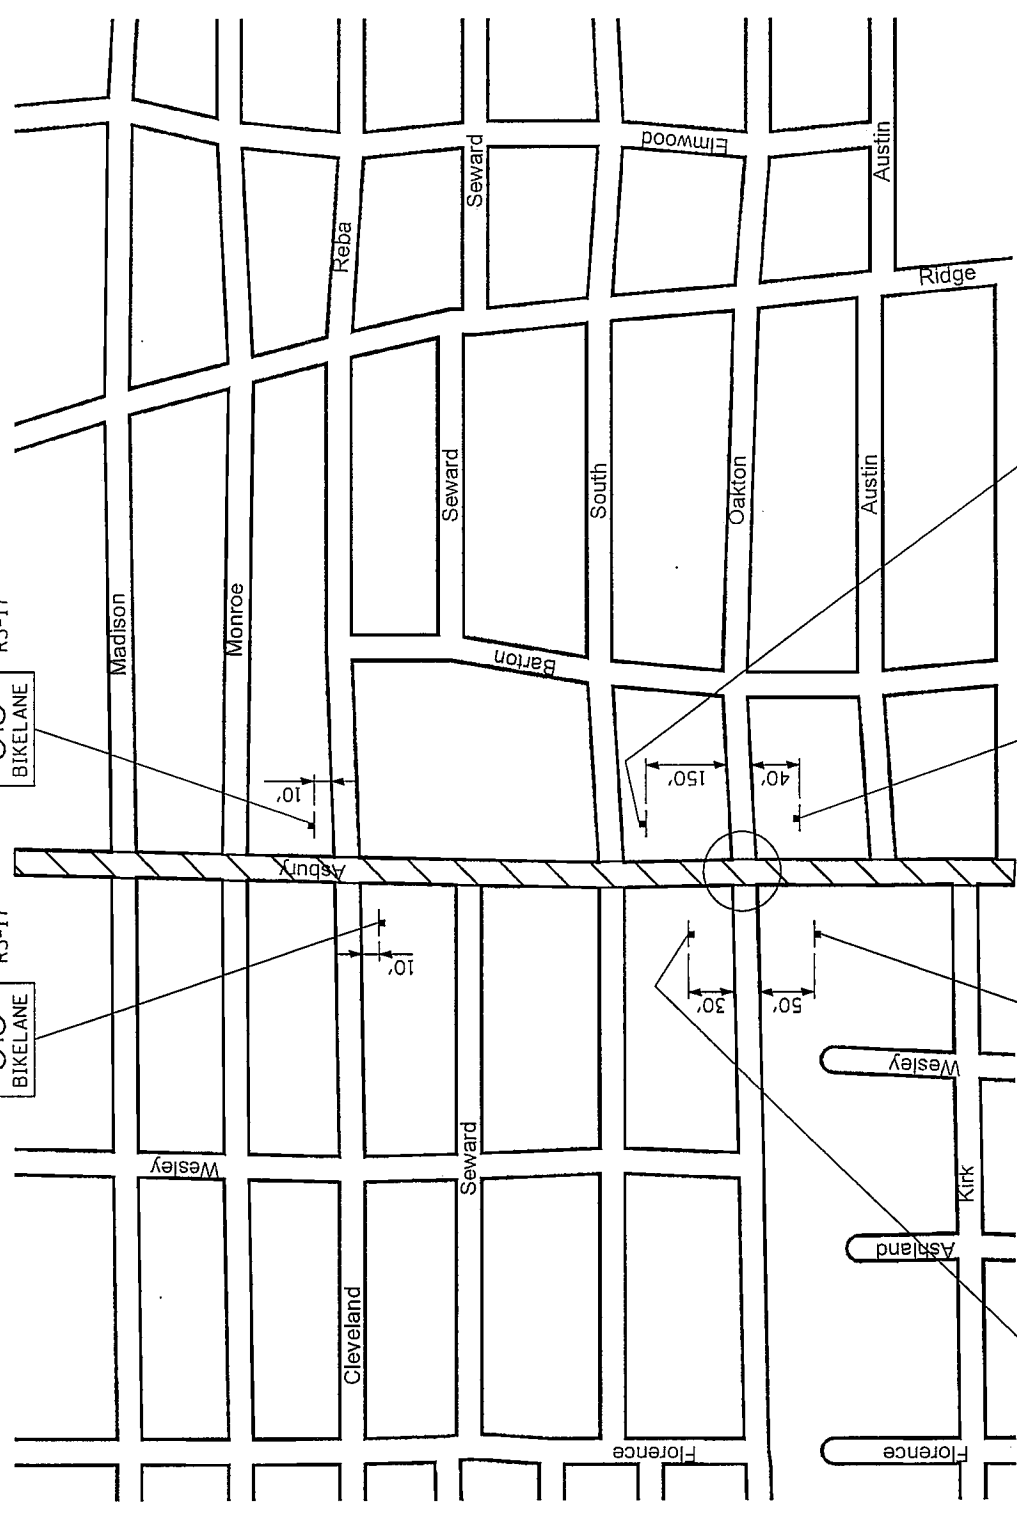 R3-17
BIKELANE
R3-17
BIKELANE
Madison
Monroe
Reba
Seward
Elmwood
Austin
Ridge
Seward
South
Oakton
Austin
Barton
10'
150'
40'
Asbury
10'
30'
50'
Wesley
Wesley
Seward
Kirk
Ashland
Cleveland
Florence
Florence